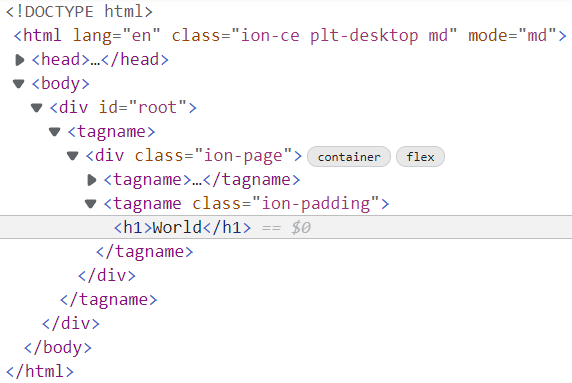 <!DOCTYPE html>
<html lang="en" class="ion-ce plt-desktop md" mode="md">
<head>…</head>
<body>
<div id="root">
<tagname>
<div class="ion-page"> container flex
<tagname>…</tagname>
<tagname class="ion-padding">
<h1>World</h1> == $0
</tagname>
</div>
</tagname>
</div>
</body>
</html>